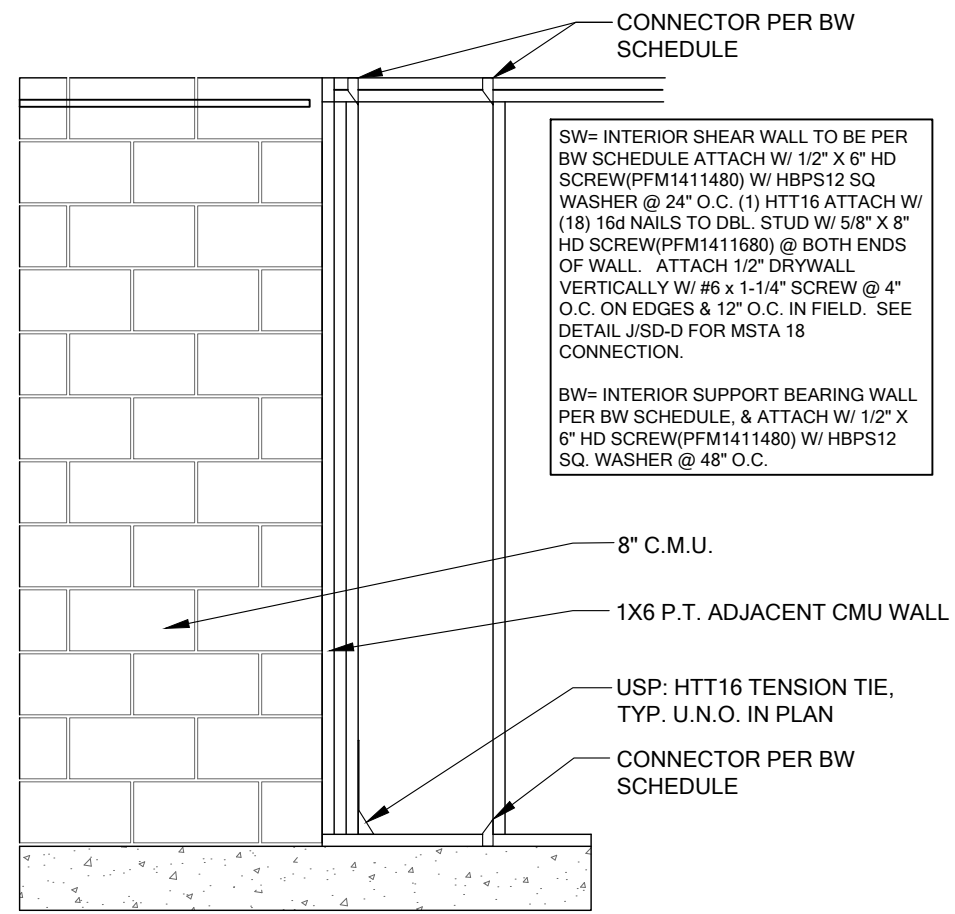 CONNECTOR PER BW
SCHEDULE
SW= INTERIOR SHEAR WALL TO BE PER
BW SCHEDULE ATTACH W/ 1/2" X 6" HD
SCREW(PFM1411480) W/ HBPS12 SQ
WASHER @ 24" O.C. (1) HTT16 ATTACH W/
(18) 16d NAILS TO DBL. STUD W/ 5/8" X 8"
HD SCREW(PFM1411680) @ BOTH ENDS
OF WALL. ATTACH 1/2" DRYWALL
VERTICALLY W/ #6 x 1-1/4" SCREW @ 4"
O.C. ON EDGES & 12" O.C. IN FIELD. SEE
DETAIL J/SD-D FOR MSTA 18
CONNECTION.
BW= INTERIOR SUPPORT BEARING WALL
PER BW SCHEDULE, & ATTACH W/ 1/2" X
6" HD SCREW(PFM1411480) W/ HBPS12
SQ. WASHER @ 48" O.C.
8" C.M.U.
1X6 P.T. ADJACENT CMU WALL
USP: HTT16 TENSION TIE,
TYP. U.N.O. IN PLAN
CONNECTOR PER BW
SCHEDULE